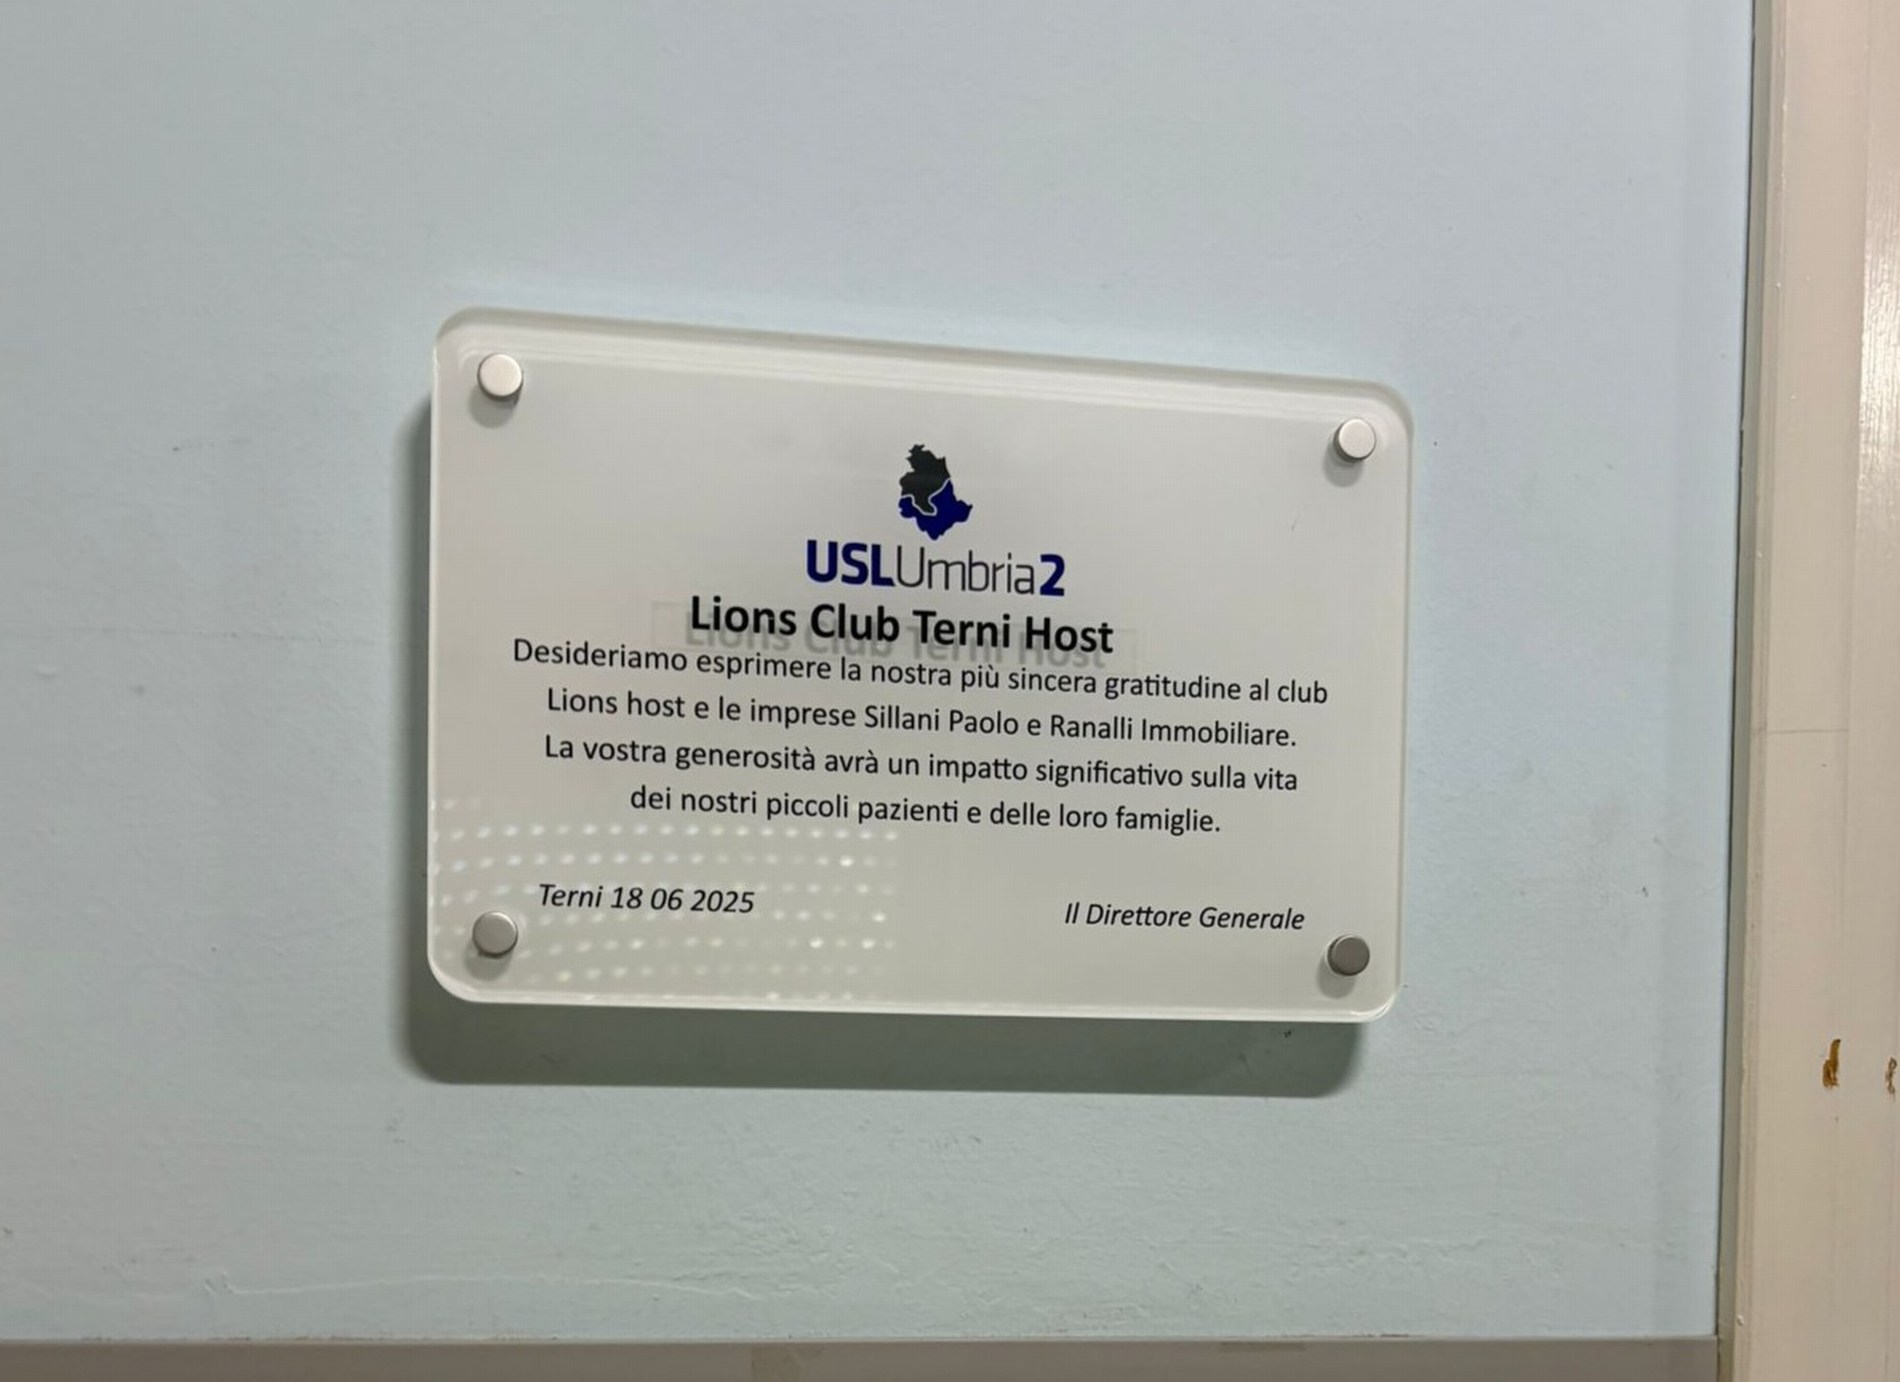 USLUmbria2
Lions Club Terni Host
Desideriamo esprimere la nostra più sincera gratitudine al club
Lions host e le imprese Sillani Paolo e Ranalli Immobiliare.
La vostra generosità avrà un impatto significativo sulla vita
dei nostri piccoli pazienti e delle loro famiglie.
Terni 18 06 2025
Il Direttore Generale